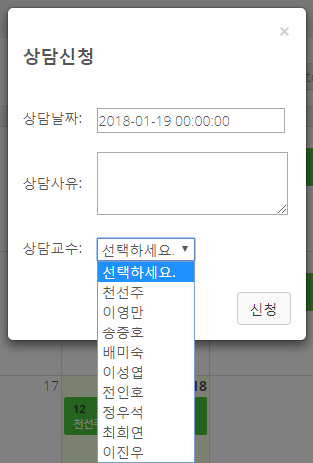 ×
상담신청
상담날짜: 2018-01-19 00:00:00
상담사유:
상담교수: 선택하세요. ▼
선택하세요.
천선주
이영만
송중호
배미숙
이성엽
전인호
정우석
최희연
이진우
신청
17
18
12
천선주